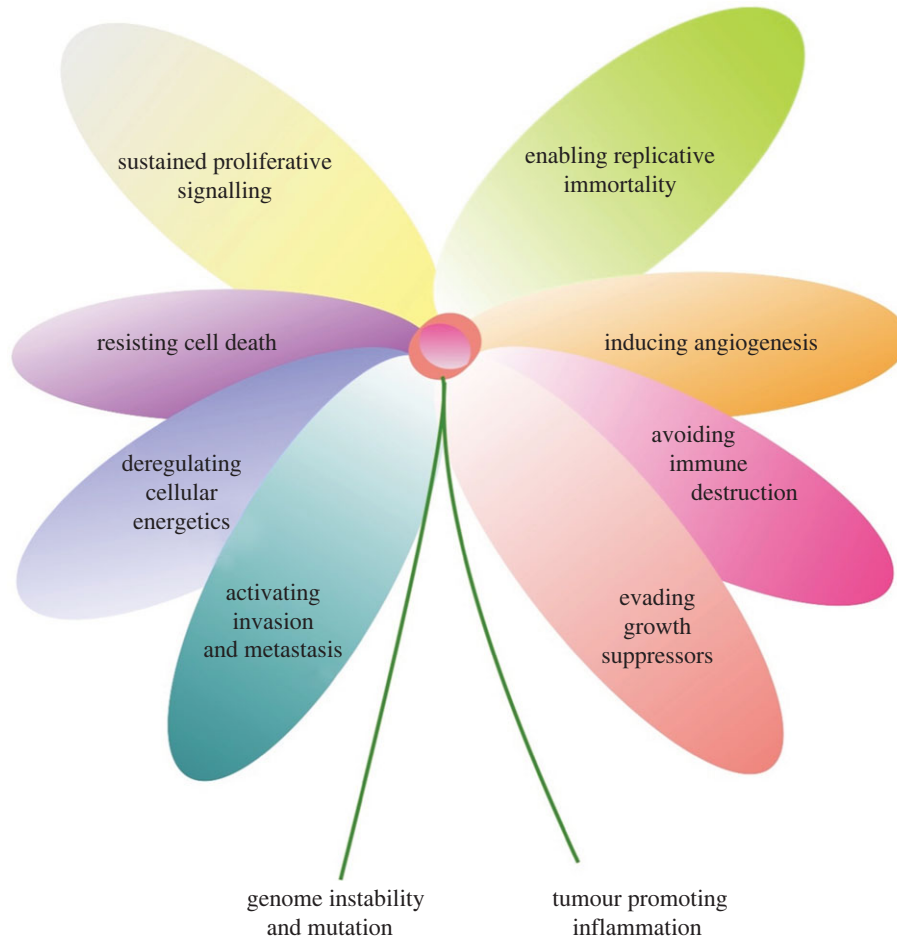 sustained proliferative
signalling
enabling replicative
immortality
resisting cell death
inducing angiogenesis
deregulating
cellular
energetics
avoiding
immune
destruction
activating
invasion
and metastasis
evading
growth
suppressors
genome instability
and mutation
tumour promoting
inflammation